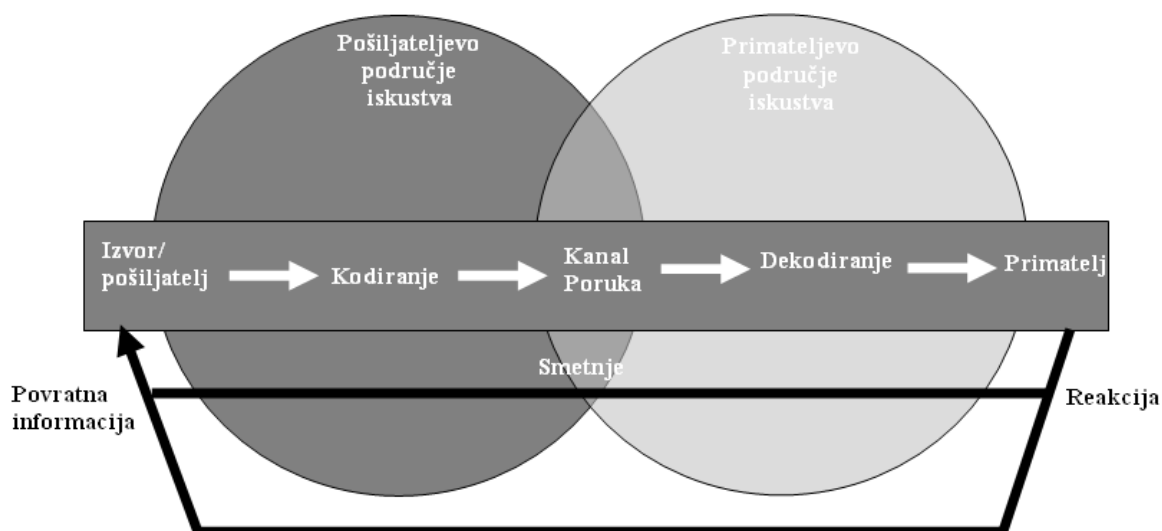 Pošiljateljevo
područje
iskustva
Primateljevo
područje
iskustva
Izvor/
pošiljatelj
Kodiranje
Kanal
Poruka
Dekodiranje
Primatelj
Smetnje
Povratna
informacija
Reakcija